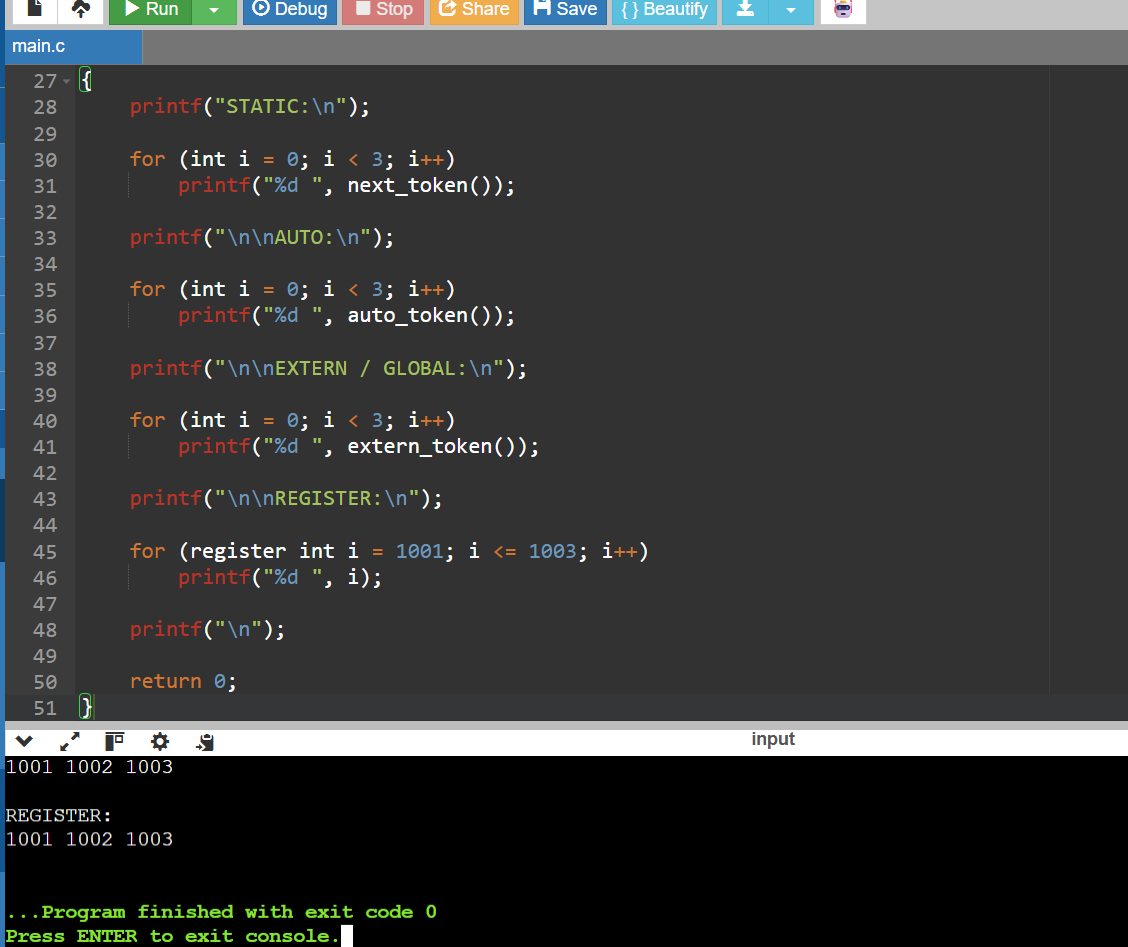 Run Debug Stop Share Save { } Beautify
main.c
27 {
28     printf("STATIC:\n");
29
30     for (int i = 0; i < 3; i++)
31         printf("%d ", next_token());
32
33     printf("\n\nAUTO:\n");
34
35     for (int i = 0; i < 3; i++)
36         printf("%d ", auto_token());
37
38     printf("\n\nEXTERN / GLOBAL:\n");
39
40     for (int i = 0; i < 3; i++)
41         printf("%d ", extern_token());
42
43     printf("\n\nREGISTER:\n");
44
45     for (register int i = 1001; i <= 1003; i++)
46         printf("%d ", i);
47
48     printf("\n");
49
50     return 0;
51 }
input
1001 1002 1003
REGISTER:
1001 1002 1003
...Program finished with exit code 0
Press ENTER to exit console.